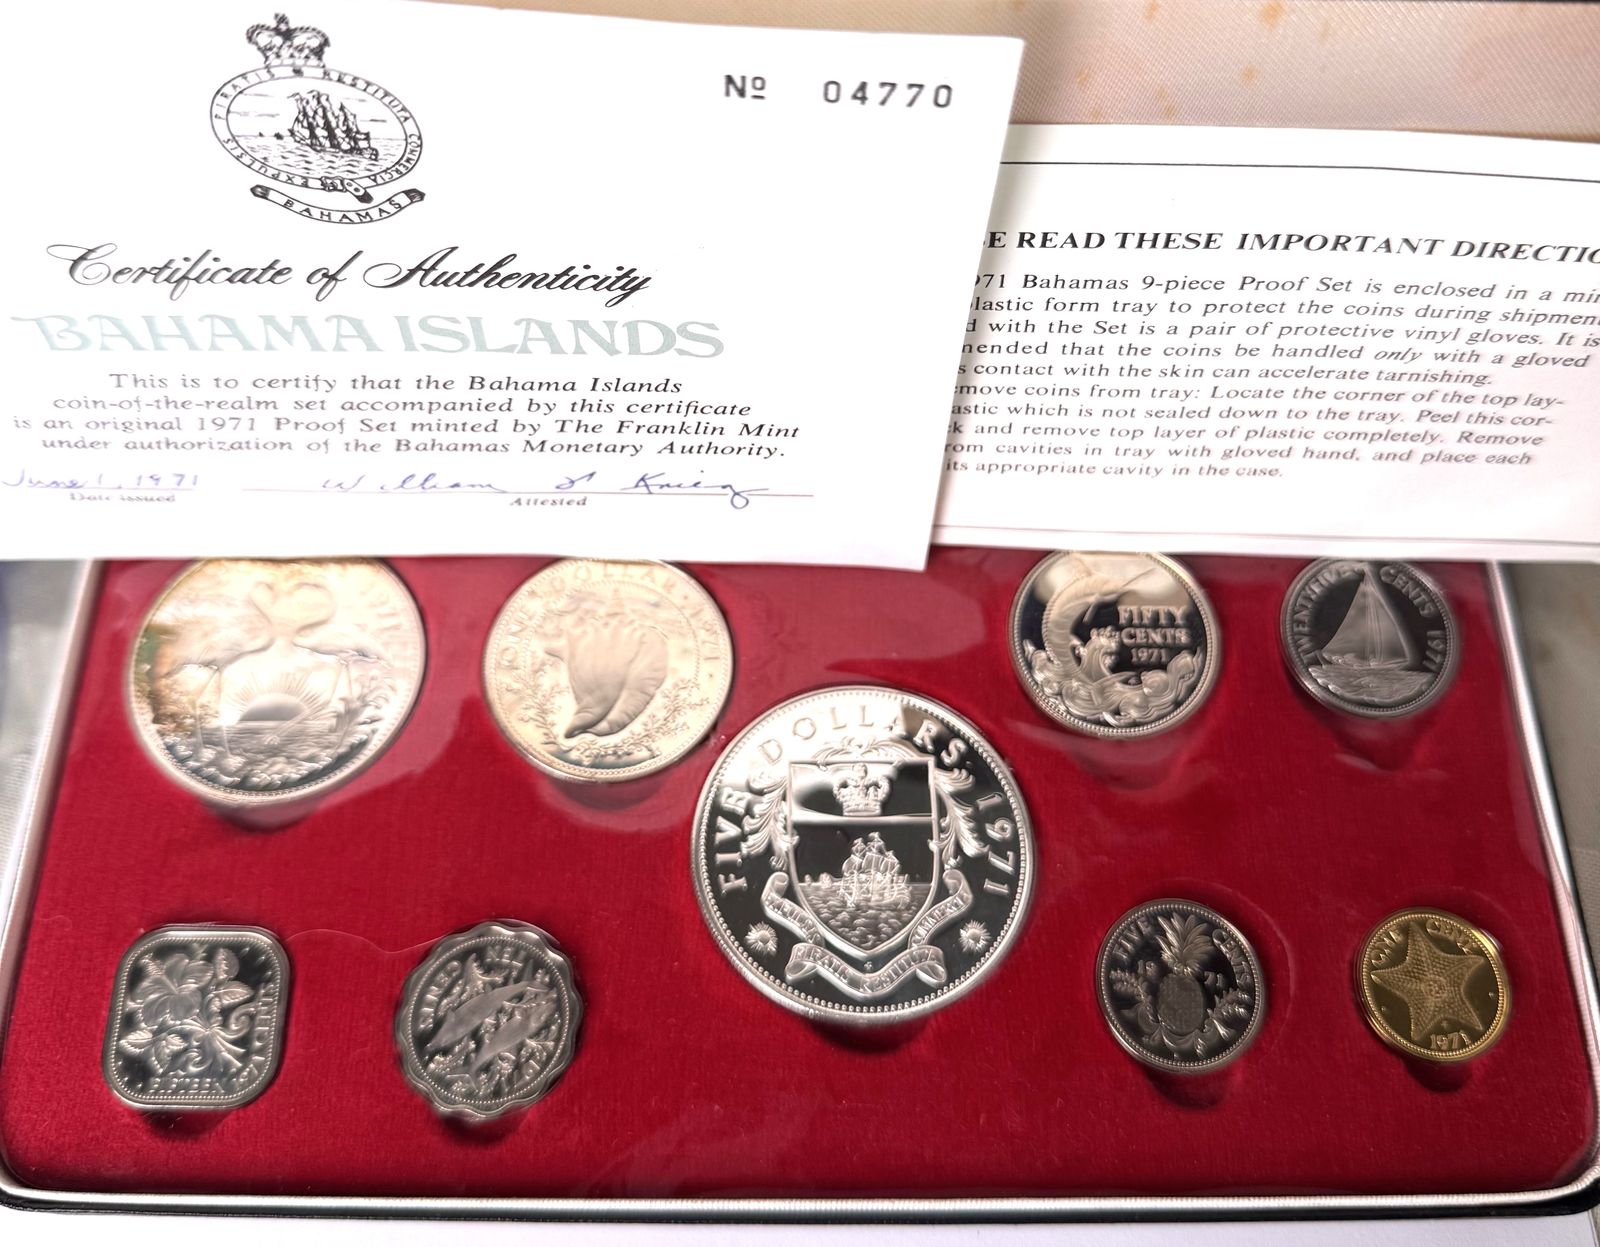 EXPULSIS PIRATIS RESTITUTA COMMERCIA
BAHAMAS
Nº 04770
Certificate of Authenticity
BAHAMA ISLANDS
This is to certify that the Bahama Islands
coin-of-the-realm set accompanied by this certificate
is an original 1971 Proof Set minted by The Franklin Mint
under authorization of the Bahamas Monetary Authority.
June 1, 1971
Date issued
Attested
E READ THESE IMPORTANT DIRECTIO
971 Bahamas 9-piece Proof Set is enclosed in a
lastic form tray to protect the coins during shipment
d with the Set is a pair of protective vinyl gloves. It is
mended that the coins be handled only with a gloved
s contact with the skin can accelerate tarnishing.
emove coins from tray: Locate the corner of the top lay-
astic which is not sealed down to the tray. Peel this cor-
k and remove top layer of plastic completely. Remove
rom cavities in tray with gloved hand, and place each
its appropriate cavity in the case.
1971
ONE DOLLAR 1971
FIFTY
CENTS
1971
TWENTYFIVE CENTS 1971
FIVE DOLLARS 1971
FIFTEEN CENTS 1971
TEN CENTS
FIVE CENTS
1971
ONE CENT
1971